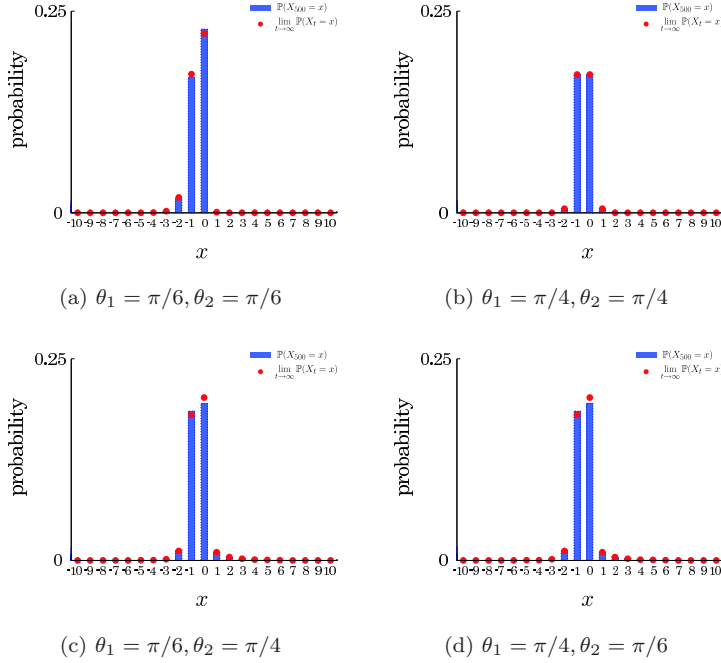 0.25
ℙ(X₅₀₀ = x)
lim ℙ(Xₜ = x)
t→∞
probability
0
-10 -9 -8 -7 -6 -5 -4 -3 -2 -1 0 1 2 3 4 5 6 7 8 9 10
x
(a) θ₁ = π/6, θ₂ = π/6
0.25
ℙ(X₅₀₀ = x)
lim ℙ(Xₜ = x
t→∞
probability
0
-10 -9 -8 -7 -6 -5 -4 -3 -2 -1 0 1 2 3 4 5 6 7 8 9 10
x
(b) θ₁ = π/4, θ₂ = π/4
0.25
ℙ(X₅₀₀ = x)
lim ℙ(Xₜ = x)
t→∞
probability
0
-10 -9 -8 -7 -6 -5 -4 -3 -2 -1 0 1 2 3 4 5 6 7 8 9 10
x
(c) θ₁ = π/6, θ₂ = π/4
0.25
ℙ(X₅₀₀ = x)
lim ℙ(Xₜ = x
t→∞
probability
0
-10 -9 -8 -7 -6 -5 -4 -3 -2 -1 0 1 2 3 4 5 6 7 8 9 10
x
(d) θ₁ = π/4, θ₂ = π/6